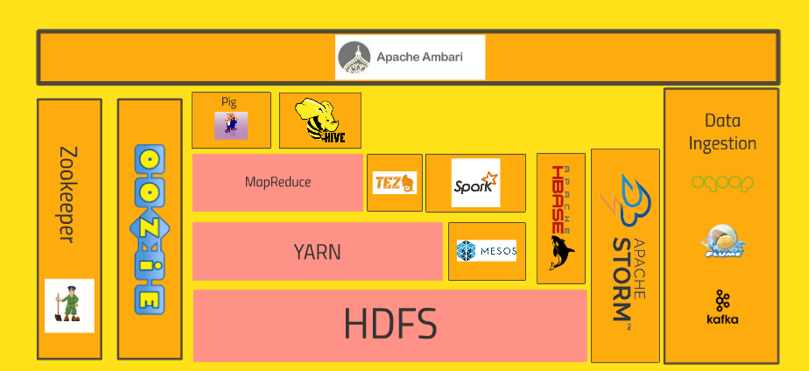 Apache Ambari
Zookeeper
OOZiE
Pig
HIVE
MapReduce
TEZ
Spark
YARN
MESOS
HDFS
APACHE
HBASE
APACHE
STORM™
Data
Ingestion
sqoop
FLUME
kafka